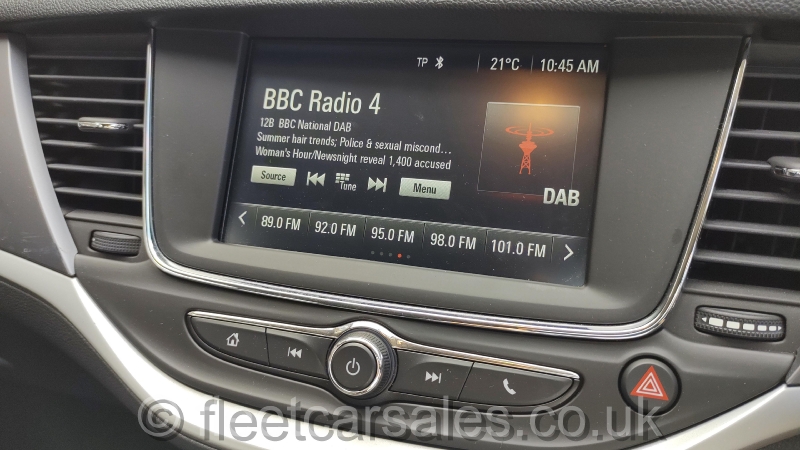 TP 21°C 10:45 AM
BBC Radio 4
12B BBC National DAB
Summer hair trends; Police & sexual miscond...
Woman's Hour/Newsnight reveal 1,400 accused
Source Tune Menu
DAB
89.0 FM 92.0 FM 95.0 FM 98.0 FM 101.0 FM
© fleetcarsales.co.uk